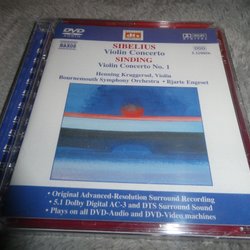 NAXOS
SIBELIUS
Violin Concerto
SINDING
Violin Concerto No. 1
Henning Kraggerud, Violin
Bournemouth Symphony Orchestra • Bjarte Engeset
• Original Advanced-Resolution Surround Recording
• 5.1 Dolby Digital AC-3 and DTS Surround Sound
• Plays on all DVD-Audio and DVD-Video machines